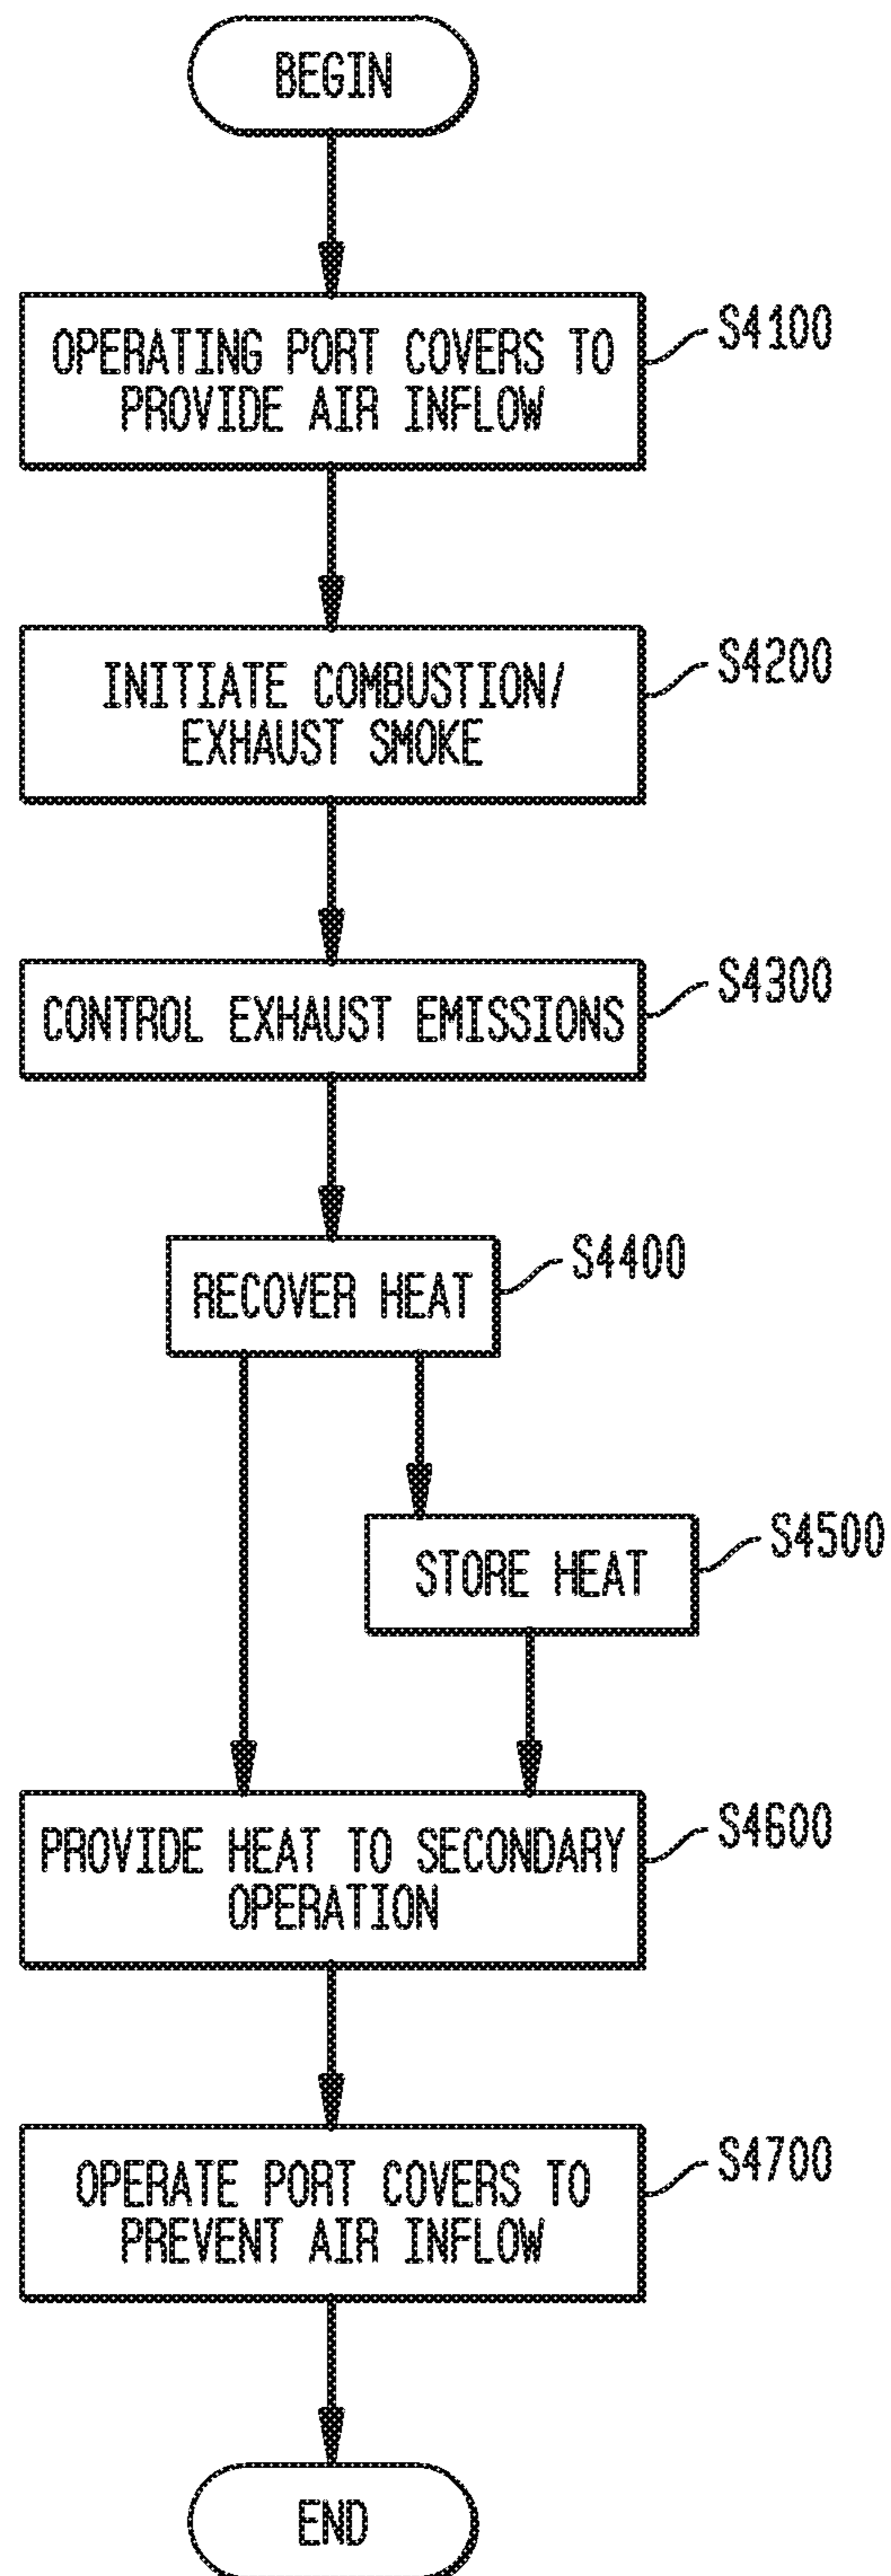 BEGIN
OPERATING PORT COVERS TO
PROVIDE AIR INFLOW
S4100
INITIATE COMBUSTION/
EXHAUST SMOKE
S4200
CONTROL EXHAUST EMISSIONS
S4300
RECOVER HEAT
S4400
STORE HEAT
S4500
PROVIDE HEAT TO SECONDARY
OPERATION
S4600
OPERATE PORT COVERS TO
PREVENT AIR INFLOW
S4700
END